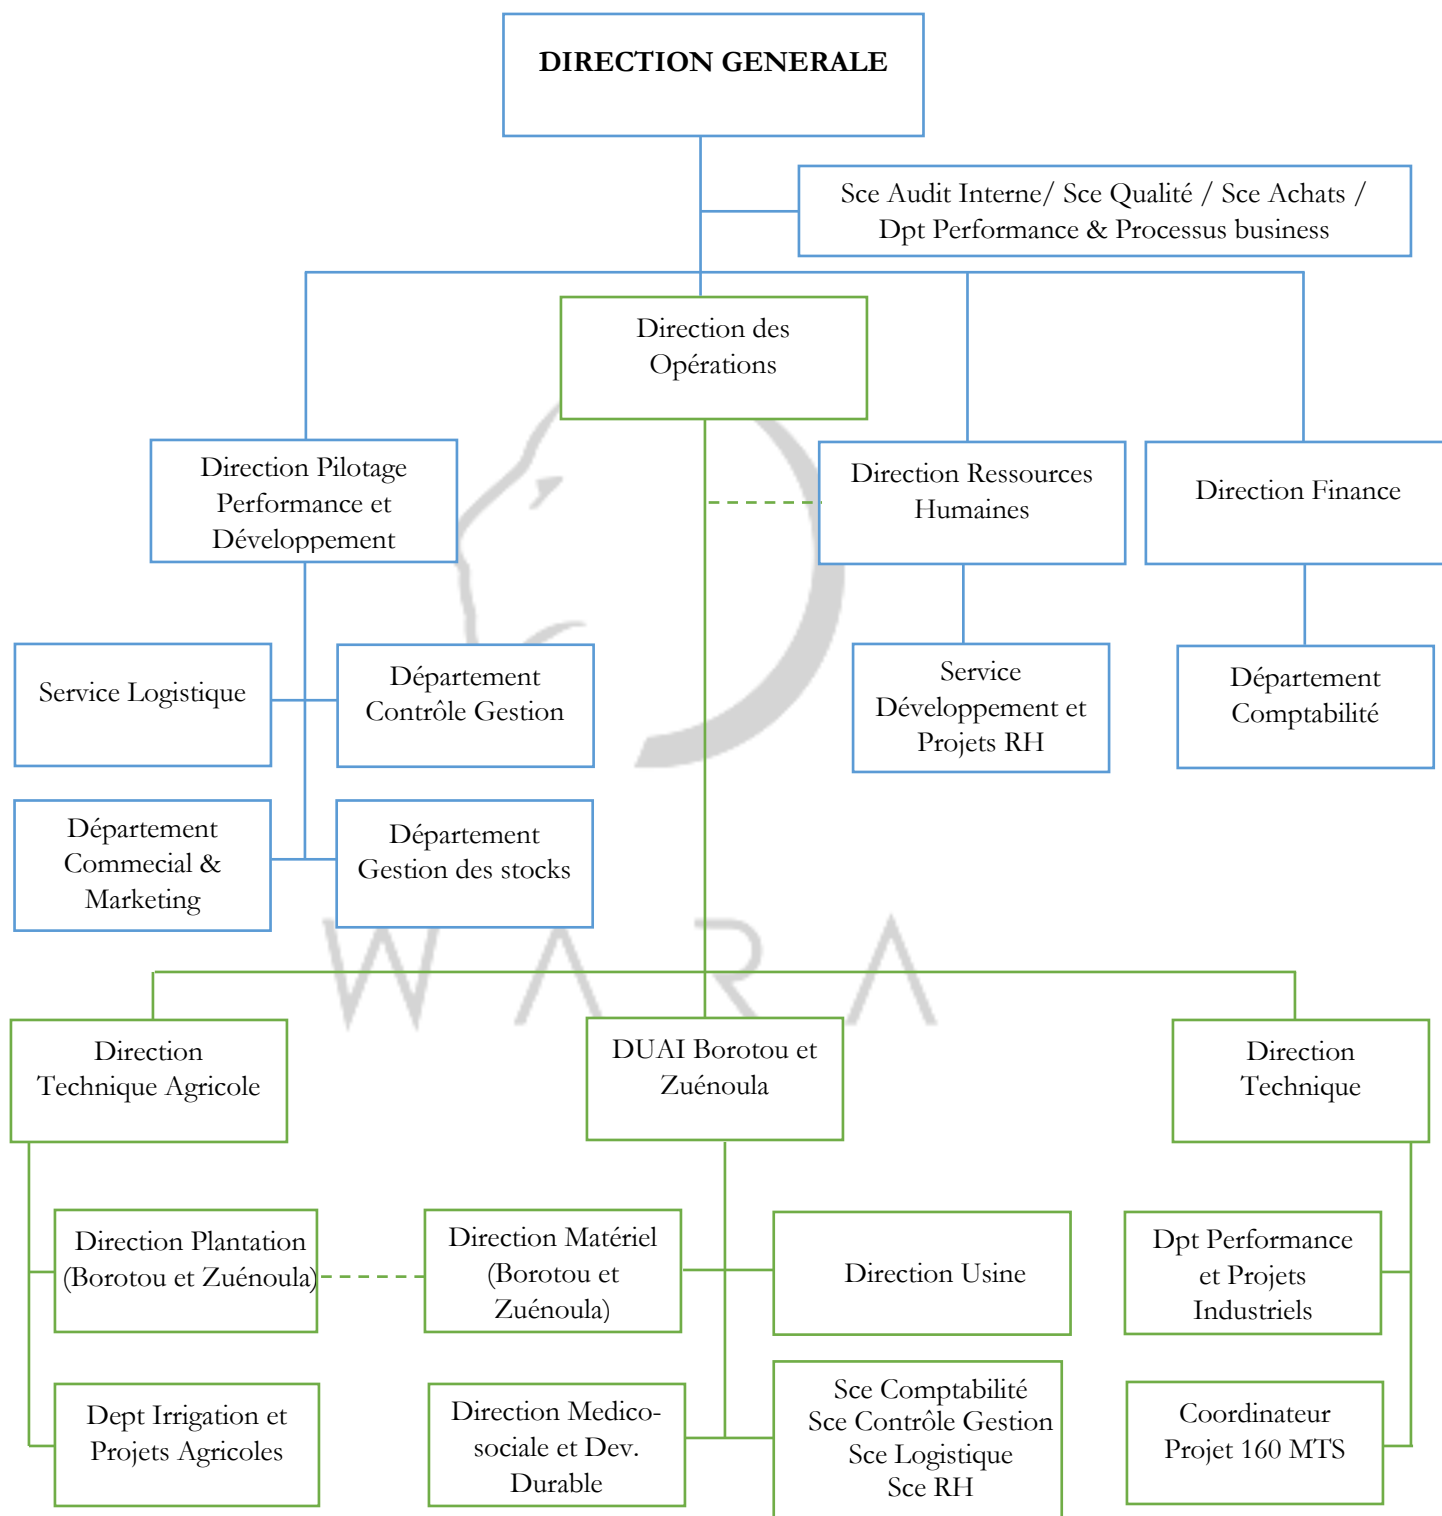 DIRECTION GENERALE
Sce Audit Interne/ Sce Qualité / Sce Achats /
Dpt Performance & Processus business
Direction des
Opérations
Direction Pilotage
Performance et
Développement
Direction Ressources
Humaines
Direction Finance
Service Logistique
Département
Contrôle Gestion
Service
Développement et
Projets RH
Département
Comptabilité
Département
Commecial &
Marketing
Département
Gestion des stocks
WARA
Direction
Technique Agricole
DUAI Borotou et
Zuénoula
Direction
Technique
Direction Plantation
(Borotou et Zuénoula)
Direction Matériel
(Borotou et
Zuénoula)
Direction Usine
Dpt Performance
et Projets
Industriels
Dept Irrigation et
Projets Agricoles
Direction Medico-
sociale et Dev.
Durable
Sce Comptabilité
Sce Contrôle Gestion
Sce Logistique
Sce RH
Coordinateur
Projet 160 MTS